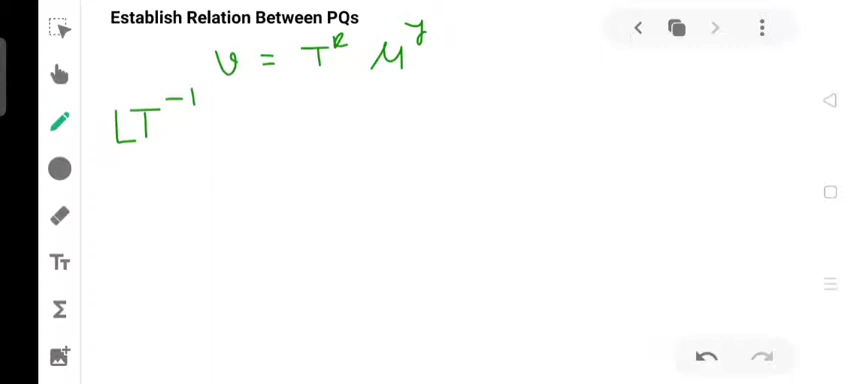 Establish Relation Between PQs
v = T^x μ^y
LT^-1